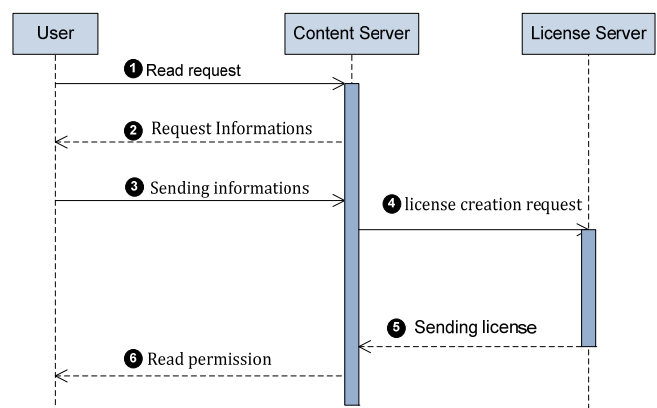 User
Content Server
License Server
1 Read request
2 Request Informations
3 Sending informations
4 license creation request
5 Sending license
6 Read permission